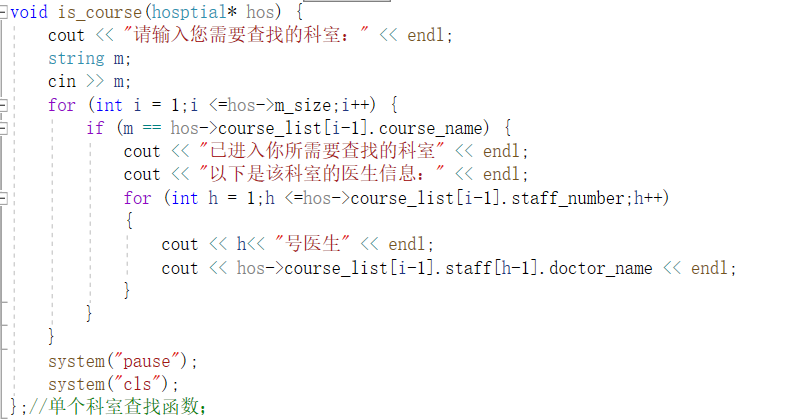 void is_course(hosptial* hos) {
    cout << "请输入您需要查找的科室：" << endl;
    string m;
    cin >> m;
    for (int i = 1;i <=hos->m_size;i++) {
        if (m == hos->course_list[i-1].course_name) {
            cout << "已进入你所需要查找的科室" << endl;
            cout << "以下是该科室的医生信息：" << endl;
            for (int h = 1;h <=hos->course_list[i-1].staff_number;h++)
            {
                cout << h<< "号医生" << endl;
                cout << hos->course_list[i-1].staff[h-1].doctor_name << endl;
            }
        }
    }
    system("pause");
    system("cls");
};//单个科室查找函数；